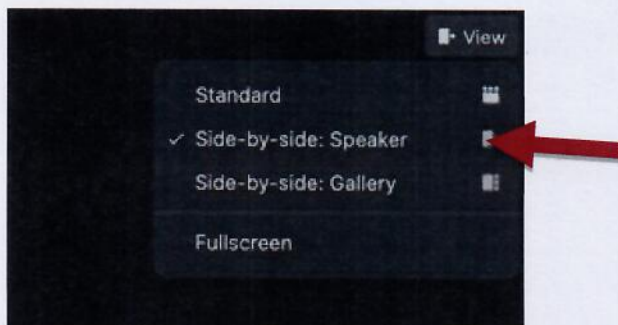 View
Standard
✓ Side-by-side: Speaker
Side-by-side: Gallery
Fullscreen